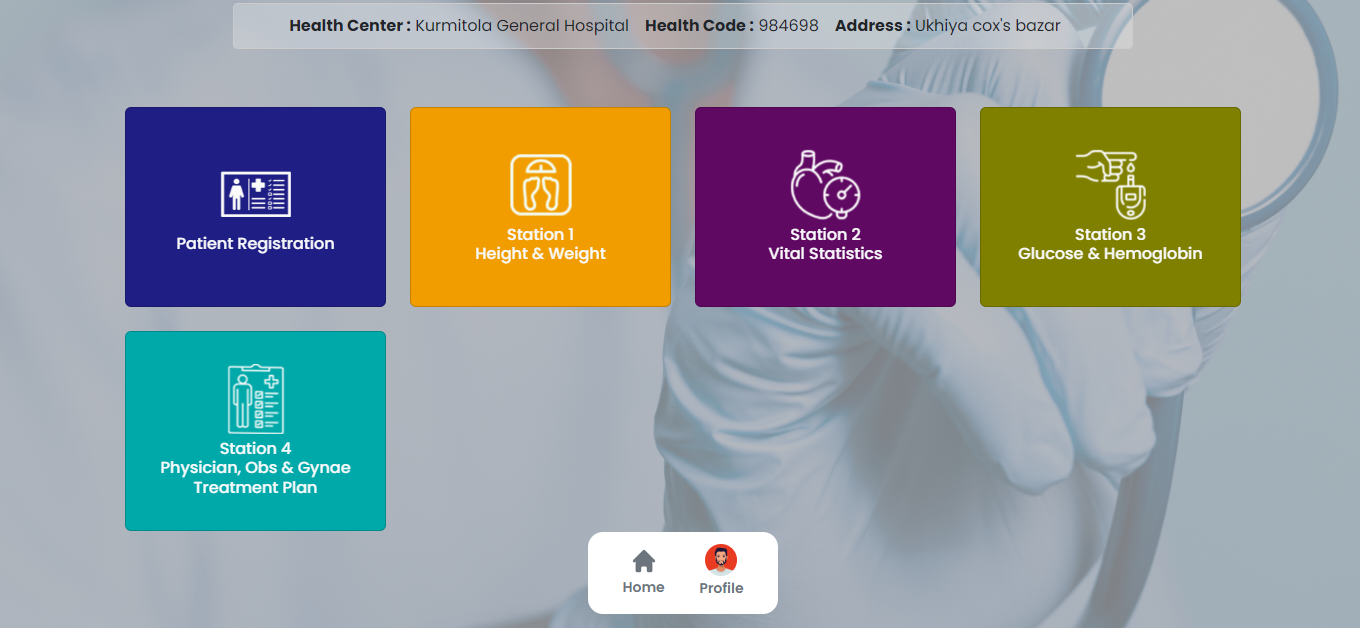 Health Center : Kurmitola General Hospital Health Code : 984698 Address : Ukhiya cox's bazar
Patient Registration
Station 1
Height & Weight
Station 2
Vital Statistics
Station 3
Glucose & Hemoglobin
Station 4
Physician, Obs & Gynae
Treatment Plan
Home
Profile